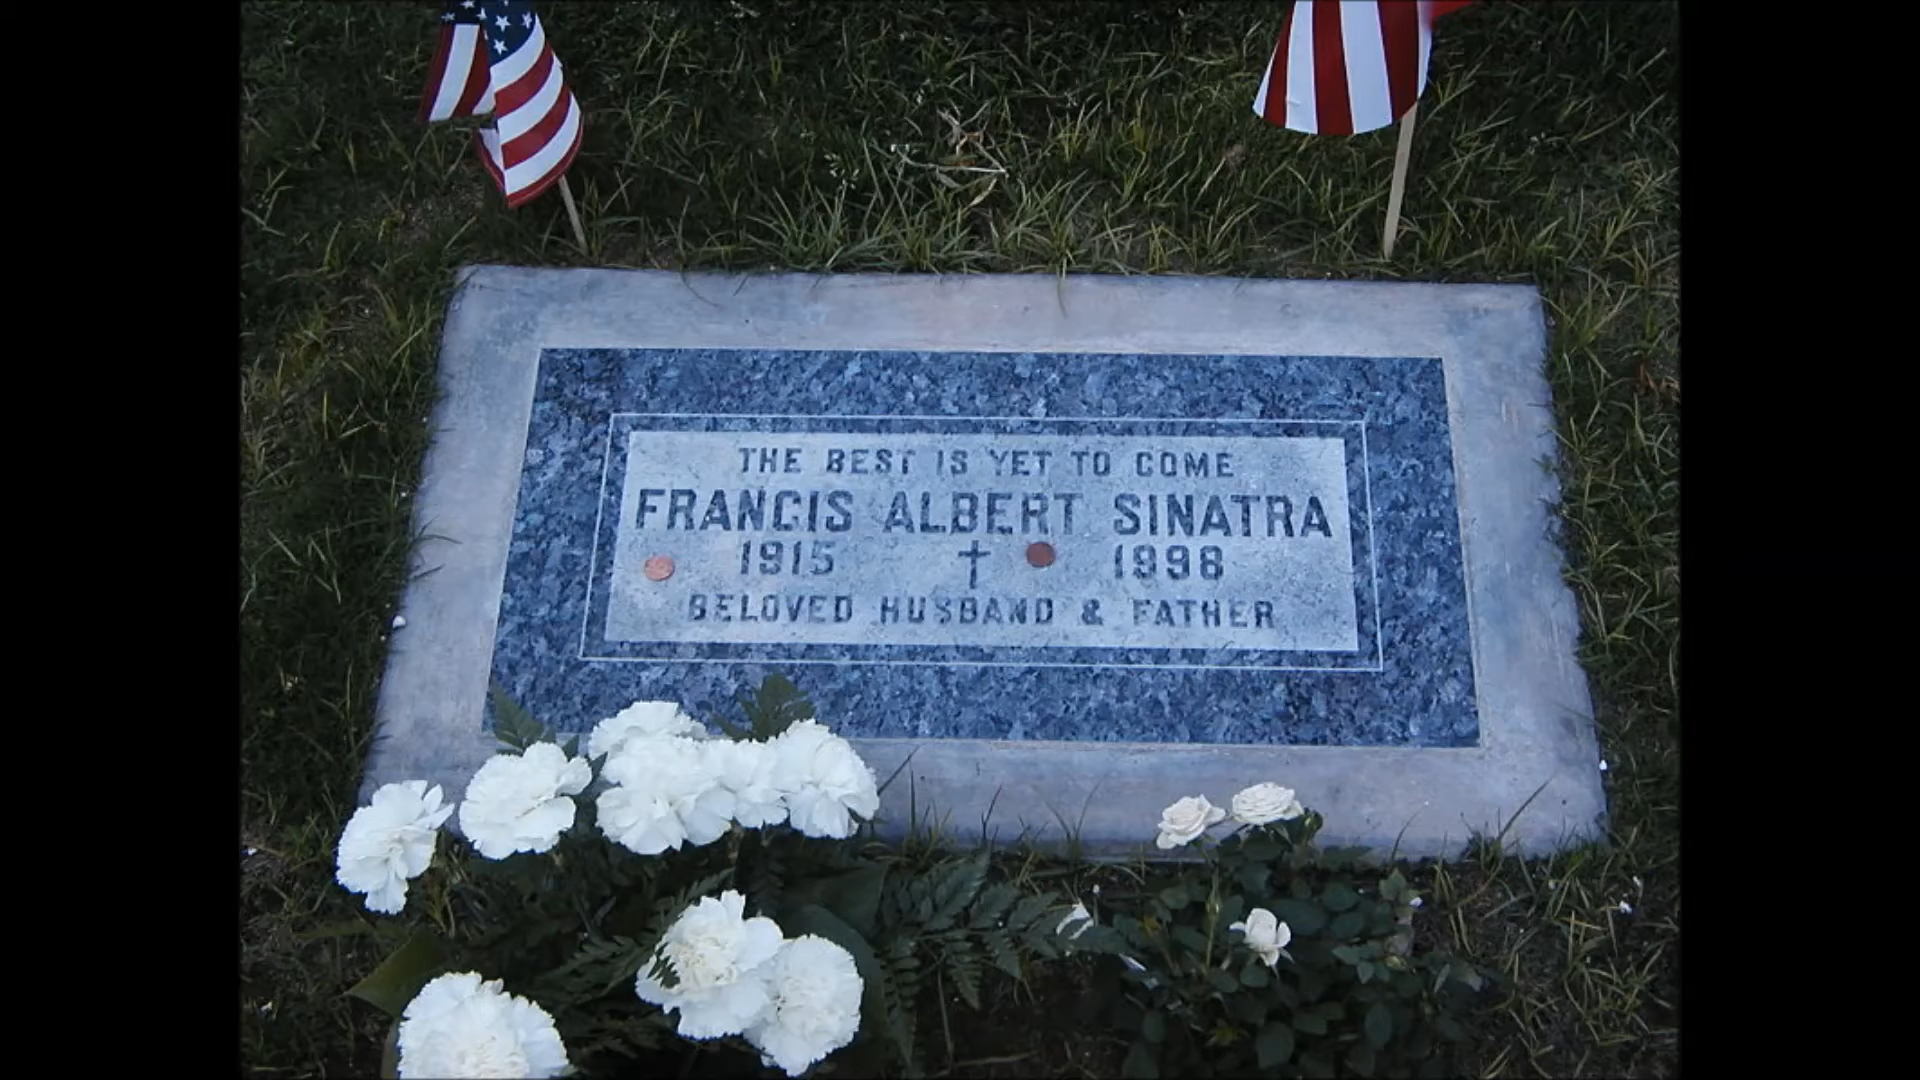 THE BEST IS YET TO COME
FRANCIS ALBERT SINATRA
1915 1998
BELOVED HUSBAND & FATHER